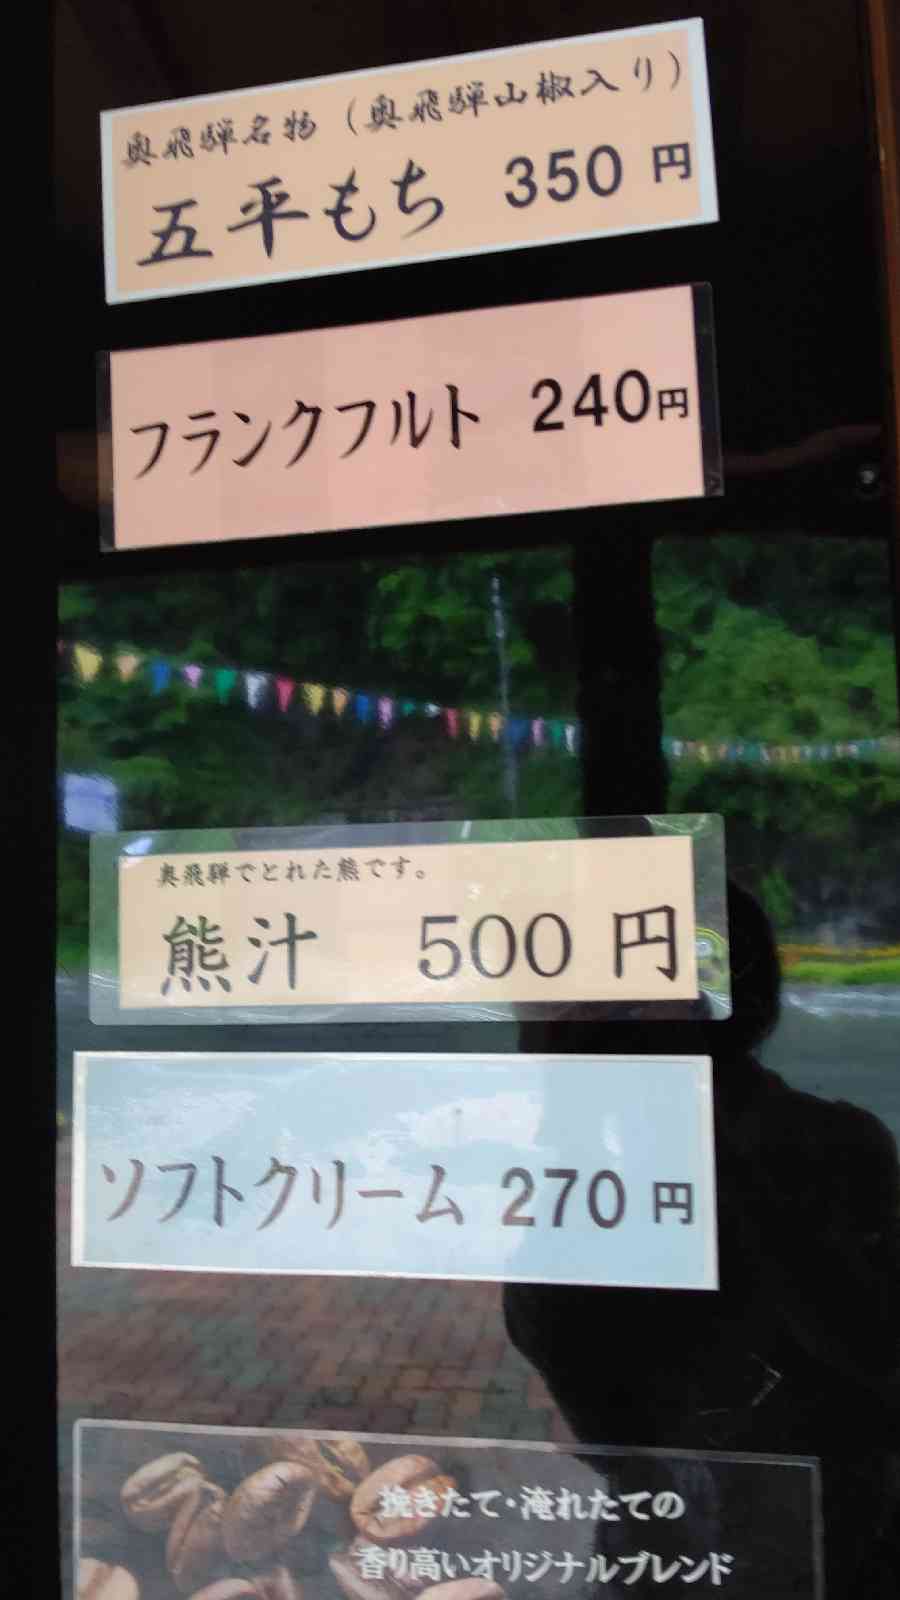 奥飛騨名物（奥飛騨山椒入り）
五平もち 350円
フランクフルト 240円
奥飛騨でとれた熊です。
熊汁 500円
ソフトクリーム 270円
挽きたて・淹れたての
香り高いオリジナルブレンド